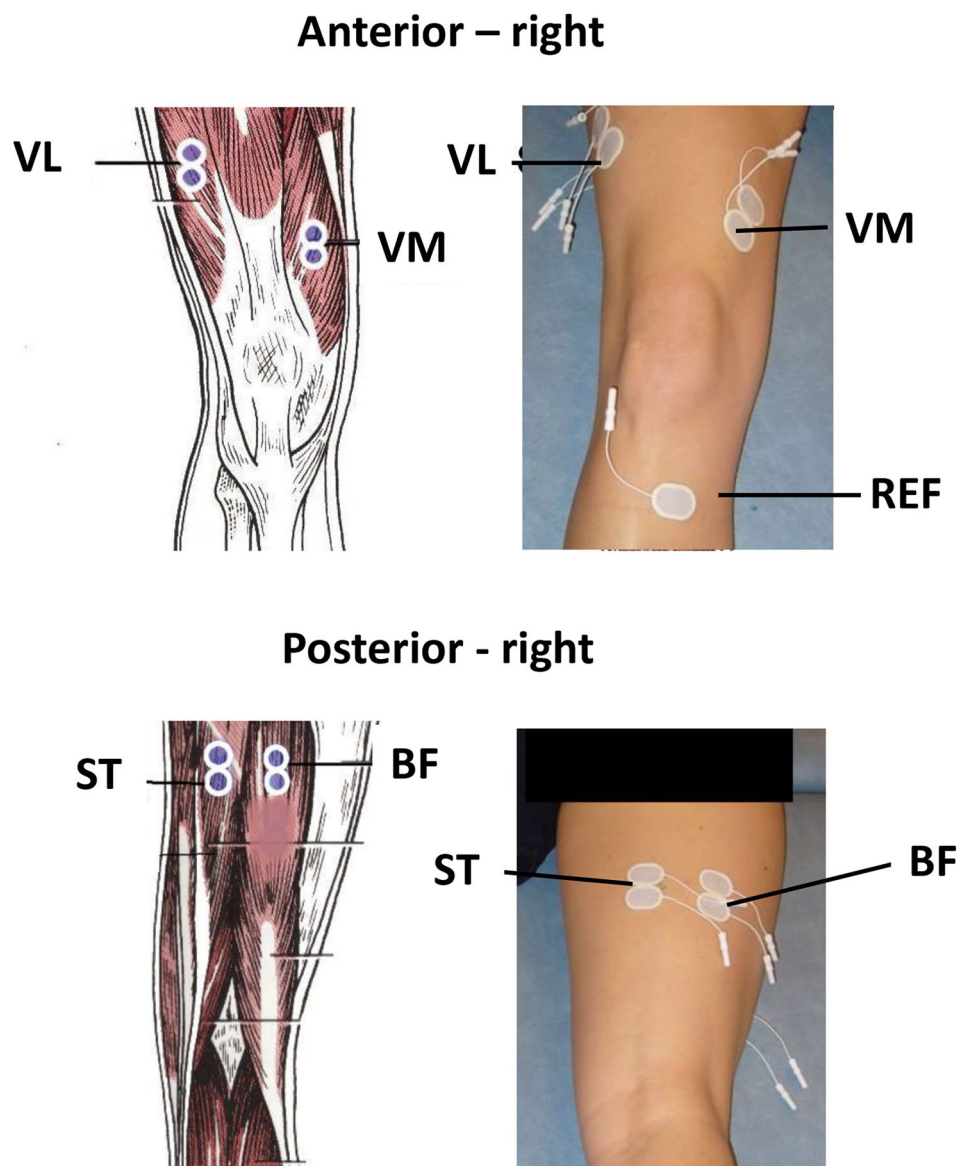 Anterior – right
VL
VM
VL
VM
REF
Posterior - right
ST
BF
ST
BF